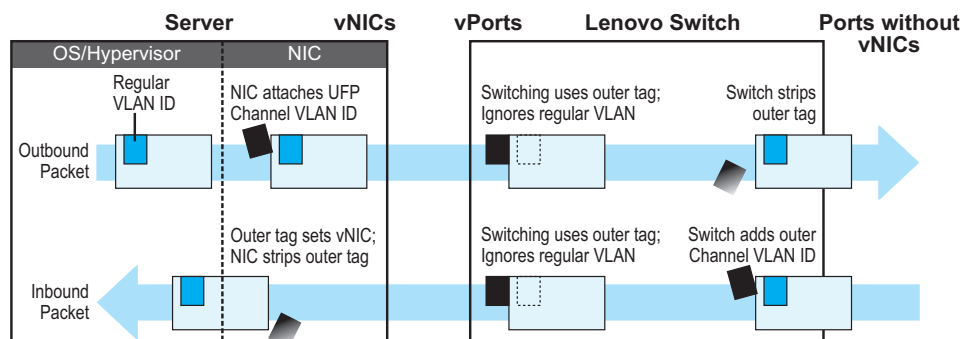 Server
vNICs
vPorts
Lenovo Switch
Ports without
vNICs
OS/Hypervisor
NIC
Regular
VLAN ID
NIC attaches UFP
Channel VLAN ID
Switching uses outer tag;
Ignores regular VLAN
Switch strips
outer tag
Outbound
Packet
Outer tag sets vNIC;
NIC strips outer tag
Switching uses outer tag;
Ignores regular VLAN
Switch adds outer
Channel VLAN ID
Inbound
Packet